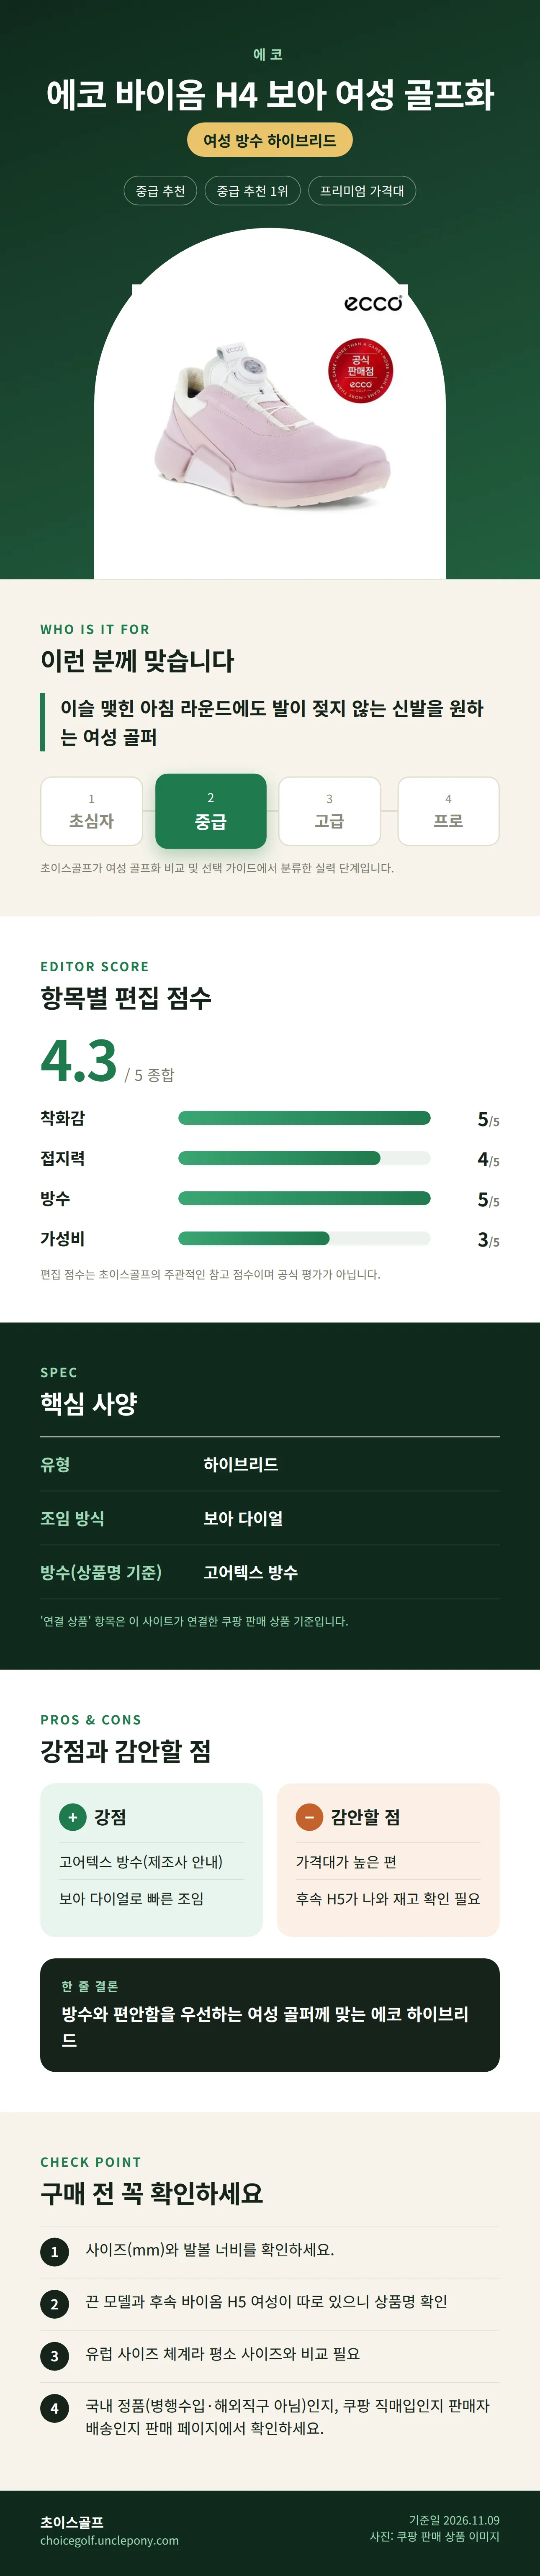 에코
에코 바이옴 H4 보아 여성 골프화
여성 방수 하이브리드
중급 추천
중급 추천 1위
프리미엄 가격대
ecco
공식
판매점
ecco
ecco
WHO IS IT FOR
이런 분께 맞습니다
이슬 맺힌 아침 라운드에도 발이 젖지 않는 신발을 원하
는 여성 골퍼
1
초심자
2
중급
3
고급
4
프로
초이스골프가 여성 골프화 비교 및 선택 가이드에서 분류한 실력 단계입니다.
EDITOR SCORE
항목별 편집 점수
4.3 / 5 종합
착화감 5/5
접지력 4/5
방수 5/5
가성비 3/5
편집 점수는 초이스골프의 주관적인 참고 점수이며 공식 평가가 아닙니다.
SPEC
핵심 사양
유형 하이브리드
조임 방식 보아 다이얼
방수(상품명 기준) 고어텍스 방수
'연결 상품' 항목은 이 사이트가 연결한 쿠팡 판매 상품 기준입니다.
PROS & CONS
강점과 감안할 점
+ 강점
고어텍스 방수(제조사 안내)
보아 다이얼로 빠른 조임
− 감안할 점
가격대가 높은 편
후속 H5가 나와 재고 확인 필요
한 줄 결론
방수와 편안함을 우선하는 여성 골퍼께 맞는 에코 하이브리
드
CHECK POINT
구매 전 꼭 확인하세요
1 사이즈(mm)와 발볼 너비를 확인하세요.
2 끈 모델과 후속 바이옴 H5 여성이 따로 있으니 상품명 확인
3 유럽 사이즈 체계라 평소 사이즈와 비교 필요
4 국내 정품(병행수입·해외직구 아님)인지, 쿠팡 직매입인지 판매자
배송인지 판매 페이지에서 확인하세요.
초이스골프
choicegolf.unclepony.com
기준일 2026.11.09
사진: 쿠팡 판매 상품 이미지